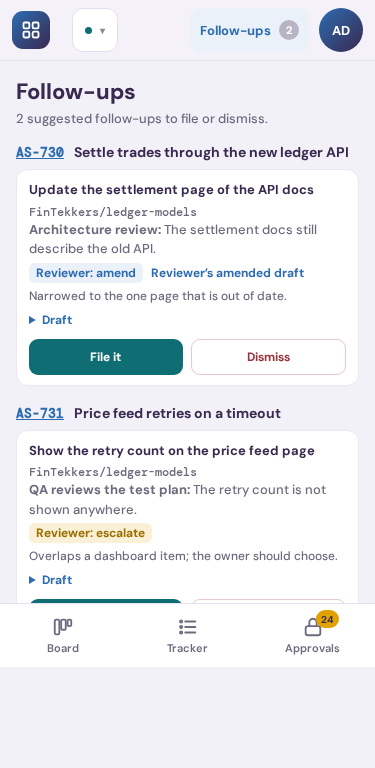 Follow-ups 2
AD
Follow-ups
2 suggested follow-ups to file or dismiss.
AS-730 Settle trades through the new ledger API
Update the settlement page of the API docs
FinTekkers/ledger-models
Architecture review: The settlement docs still
describe the old API.
Reviewer: amend Reviewer’s amended draft
Narrowed to the one page that is out of date.
Draft
File it Dismiss
AS-731 Price feed retries on a timeout
Show the retry count on the price feed page
FinTekkers/ledger-models
QA reviews the test plan: The retry count is not
shown anywhere.
Reviewer: escalate
Overlaps a dashboard item; the owner should choose.
Draft
24
Board Tracker Approvals